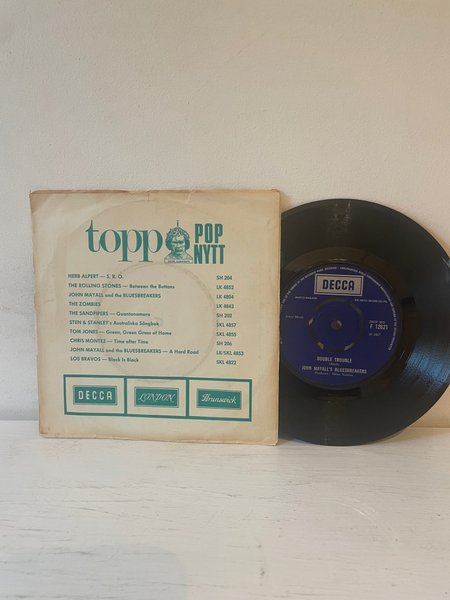 topp
POP
NYTT
HERB ALPERT — S. R. O. SH 204
THE ROLLING STONES — Between the Buttons LK 4852
JOHN MAYALL and the BLUESBREAKERS LK 4804
THE ZOMBIES LK 4843
THE SANDPIPERS — Guantanamera SH 202
STEN & STANLEY's Australiska Sångbok SKL 4857
TOM JONES — Green, Green Grass of Home SKL 4855
CHRIS MONTEZ — Time after Time SH 206
JOHN MAYALL and the BLUESBREAKERS — A Hard Road LK/SKL 4853
LOS BRAVOS — Black Is Black SKL 4822
DECCA
LONDON
Brunswick
DECCA
F 12621
DOUBLE TROUBLE
JOHN MAYALL'S BLUESBREAKERS